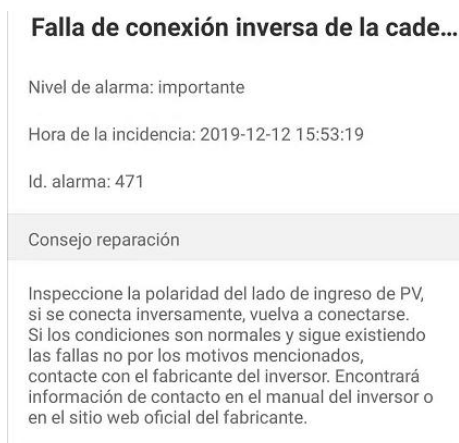 Falla de conexión inversa de la cade...
Nivel de alarma: importante
Hora de la incidencia: 2019-12-12 15:53:19
Id. alarma: 471
Consejo reparación
Inspeccione la polaridad del lado de ingreso de PV,
si se conecta inversamente, vuelva a conectarse.
Si los condiciones son normales y sigue existiendo
las fallas no por los motivos mencionados,
contacte con el fabricante del inversor. Encontrará
información de contacto en el manual del inversor o
en el sitio web oficial del fabricante.